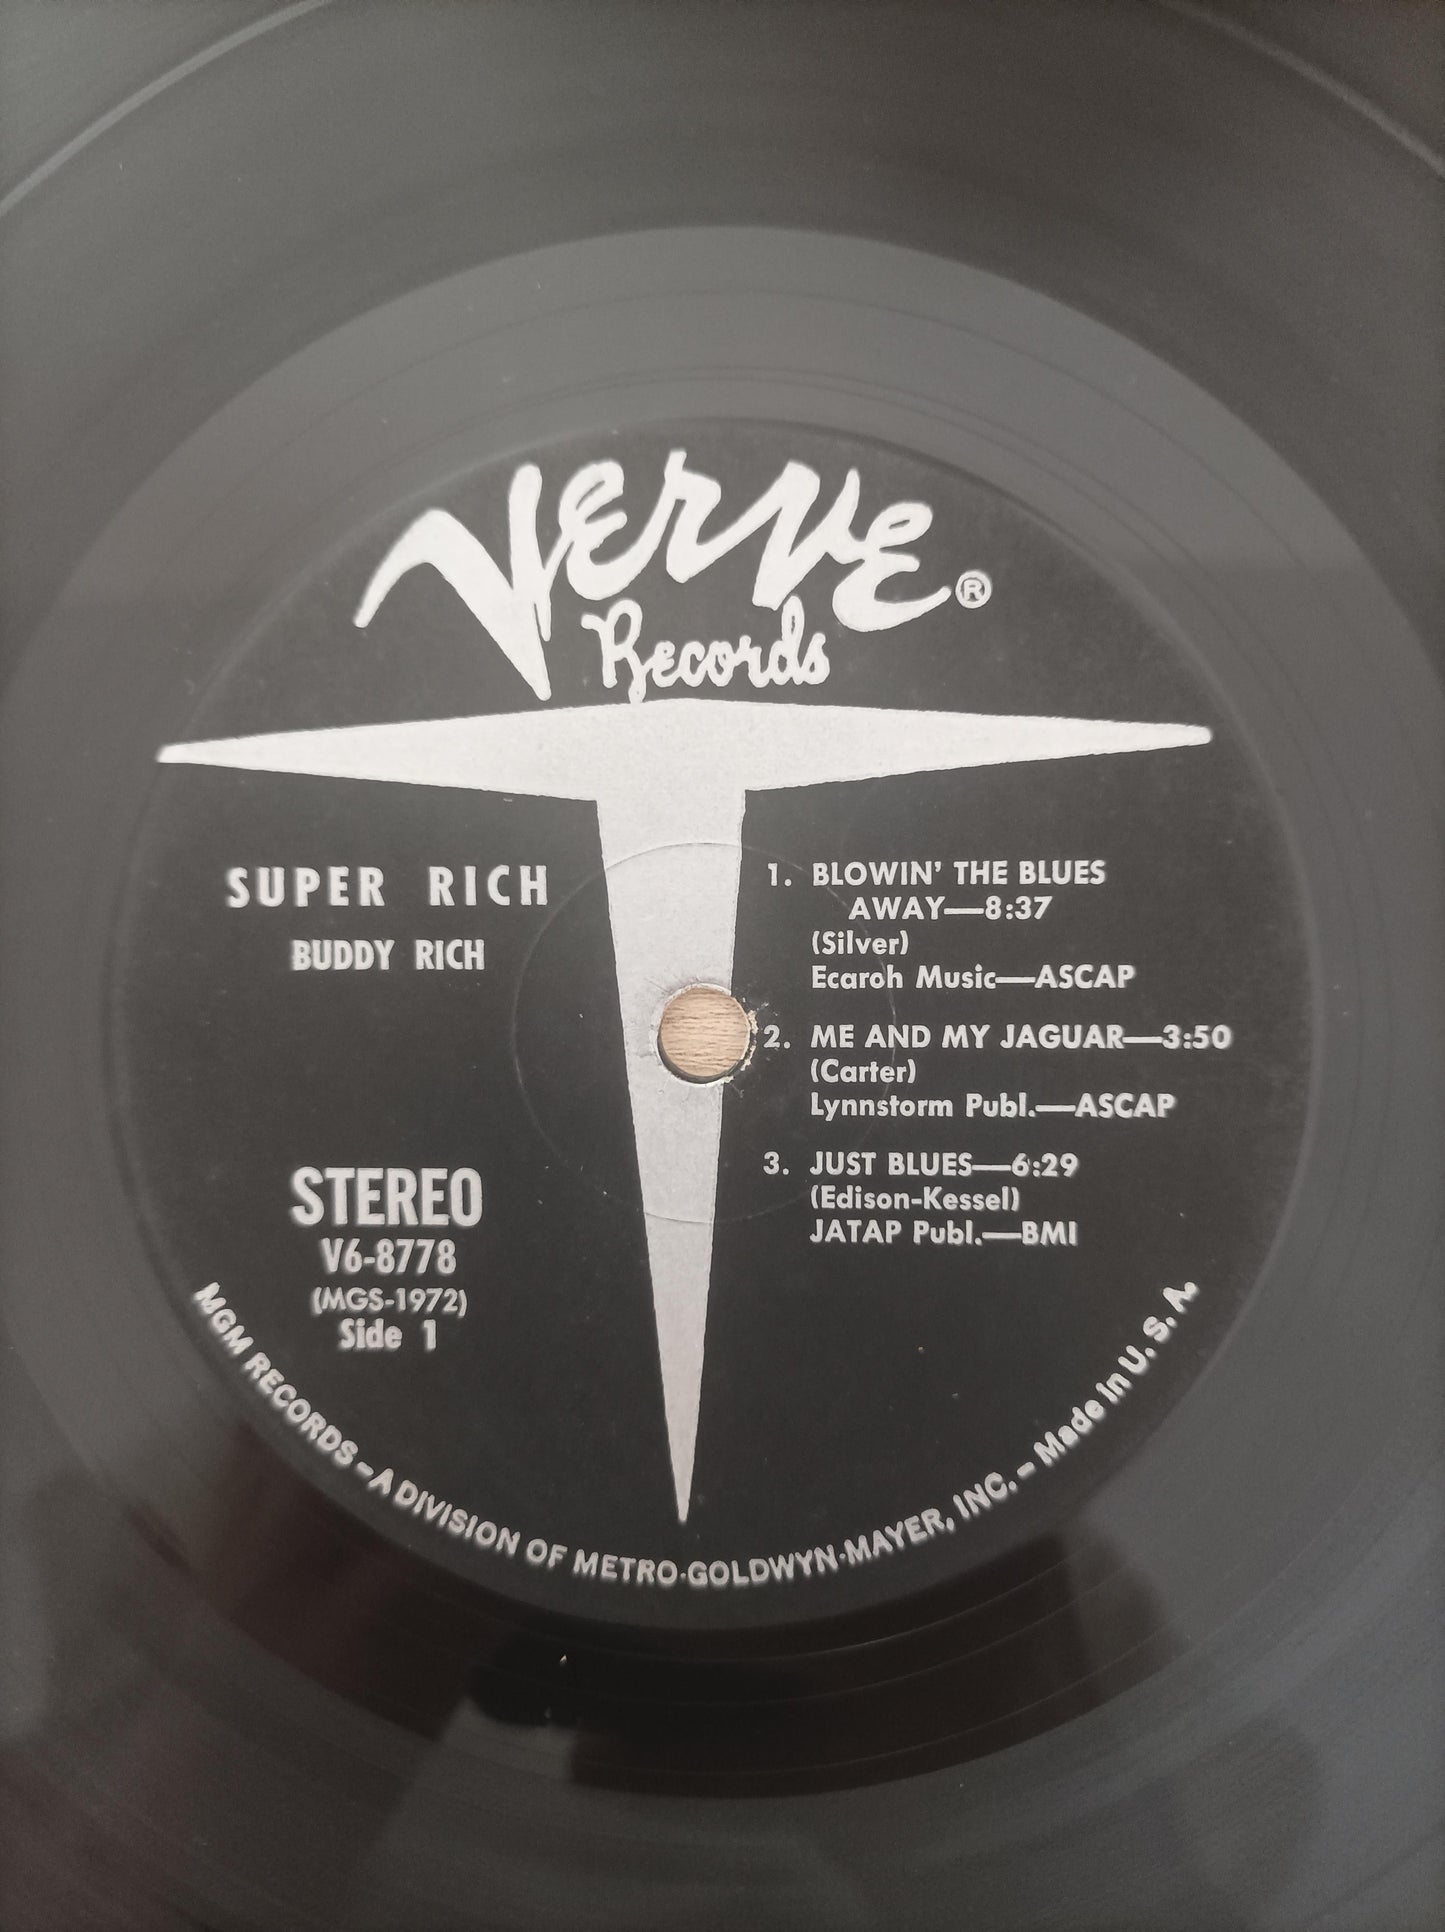 Verve®
Records
SUPER RICH
BUDDY RICH
STEREO
V6-8778
(MGS-1972)
Side 1
1. BLOWIN' THE BLUES
AWAY—8:37
(Silver)
Ecaroh Music—ASCAP
2. ME AND MY JAGUAR—3:50
(Carter)
Lynnstorm Publ.—ASCAP
3. JUST BLUES—6:29
(Edison-Kessel)
JATAP Publ.—BMI
MGM RECORDS – A DIVISION OF METRO-GOLDWYN-MAYER, INC. – Made in U. S. A.